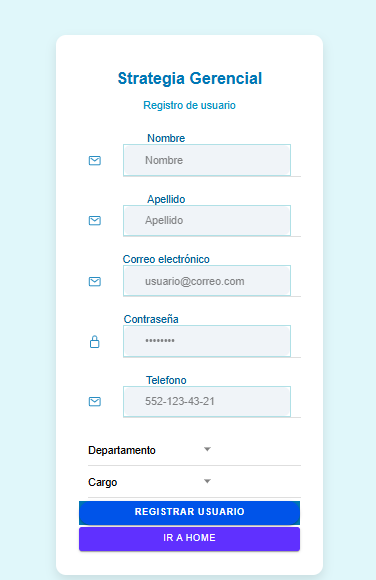 Strategia Gerencial
Registro de usuario
Nombre
Nombre
Apellido
Apellido
Correo electrónico
usuario@correo.com
Contraseña
••••••••
Telefono
552-123-43-21
Departamento
Cargo
REGISTRAR USUARIO
IR A HOME